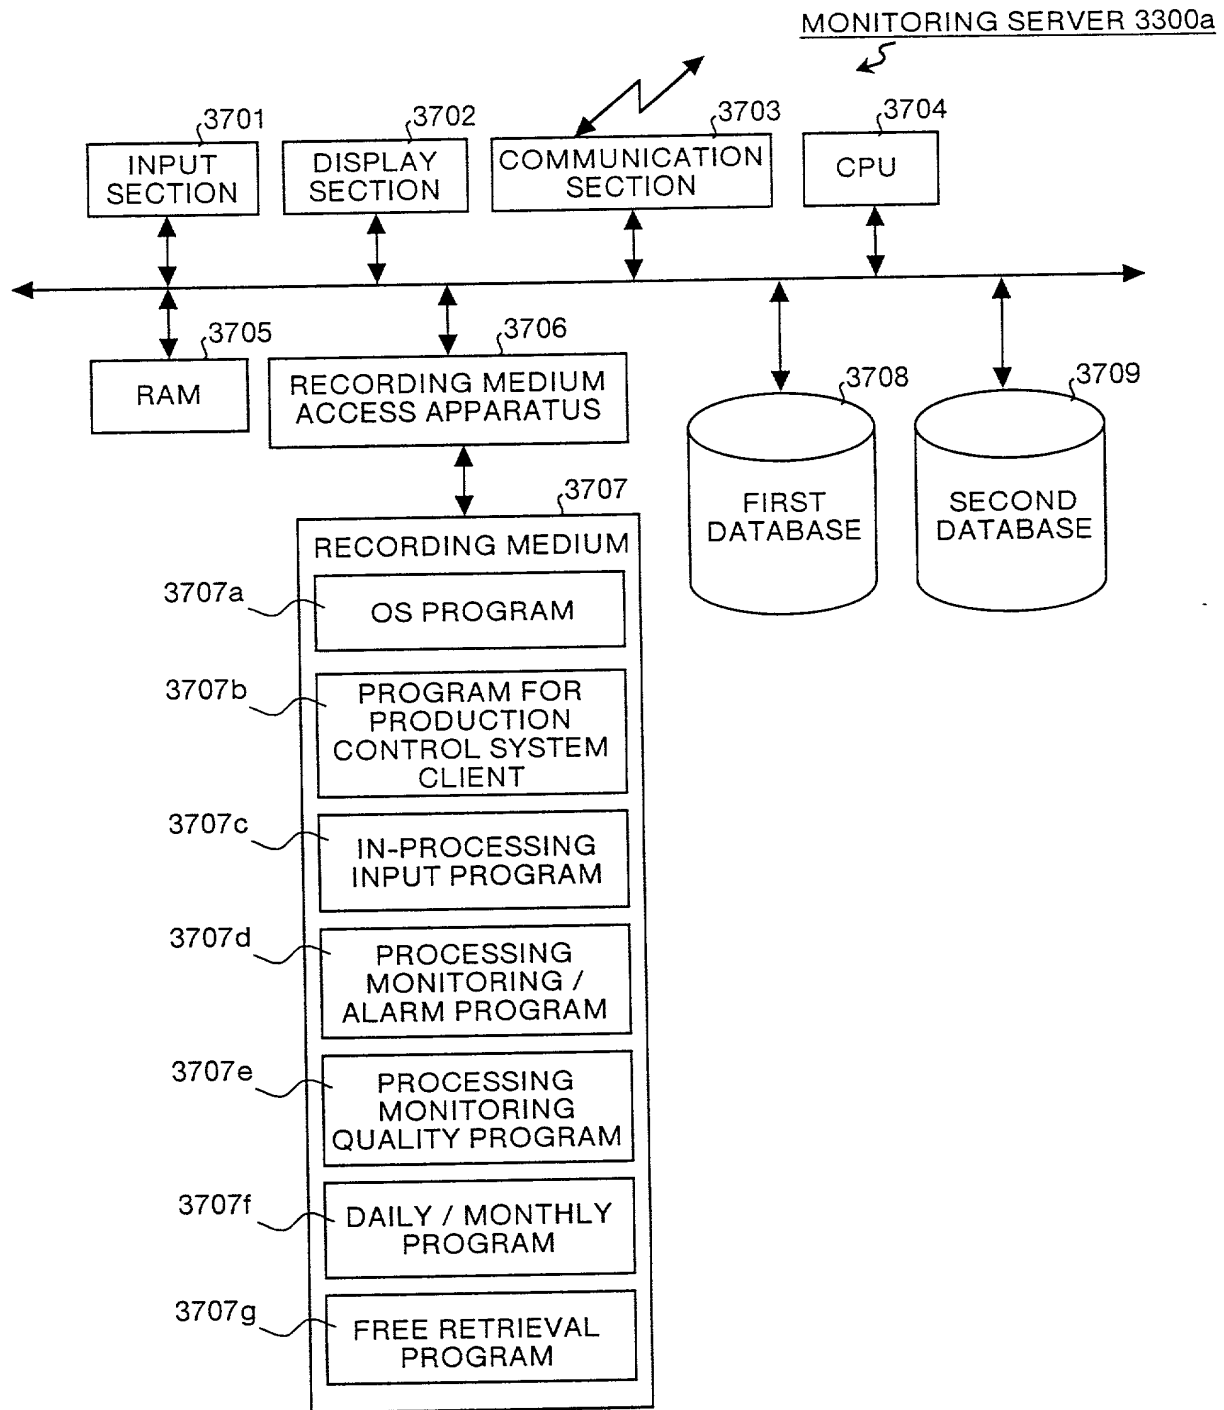 MONITORING SERVER 3300a
3701
INPUT
SECTION
3702
DISPLAY
SECTION
3703
COMMUNICATION
SECTION
3704
CPU
3705
RAM
3706
RECORDING MEDIUM
ACCESS APPARATUS
3708
FIRST
DATABASE
3709
SECOND
DATABASE
3707
RECORDING MEDIUM
3707a
OS PROGRAM
3707b
PROGRAM FOR
PRODUCTION
CONTROL SYSTEM
CLIENT
3707c
IN-PROCESSING
INPUT PROGRAM
3707d
PROCESSING
MONITORING /
ALARM PROGRAM
3707e
PROCESSING
MONITORING
QUALITY PROGRAM
3707f
DAILY / MONTHLY
PROGRAM
3707g
FREE RETRIEVAL
PROGRAM